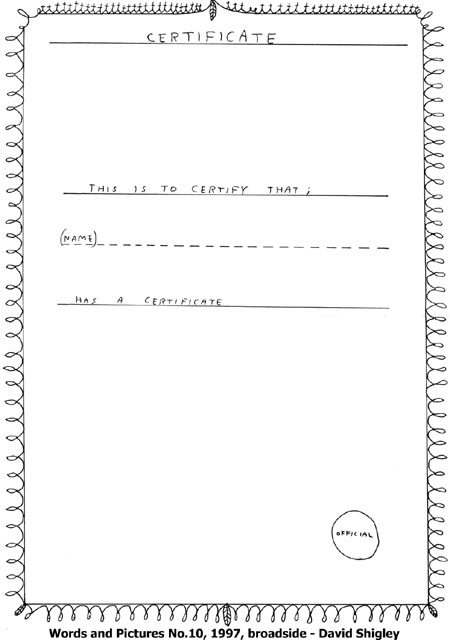 CERTIFICATE
THIS IS TO CERTIFY THAT;
(NAME)
HAS A CERTIFICATE
OFFICIAL
Words and Pictures No.10, 1997, broadside - David Shigley